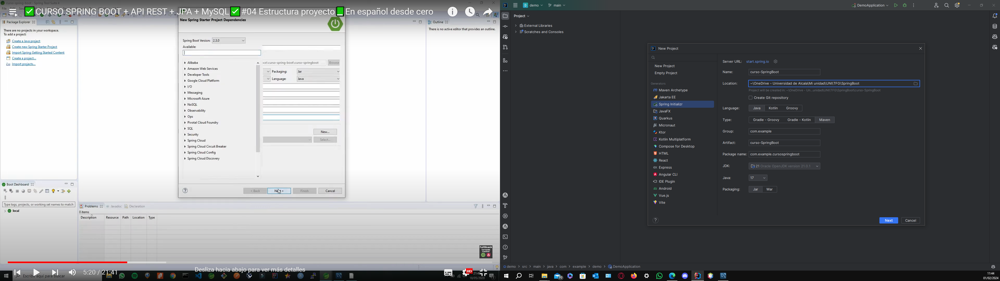 curso-spring-boot - Spring Tool Suite 4
CURSO SPRING BOOT + API REST + JPA + MySQL #04 Estructura proyecto En español desde cero
Package Explorer
There are no projects in your workspace.
To add a project:
Create a Java project
Create new Spring Starter Project
Import Spring Getting Started Content
Create a project...
Import projects...
Boot Dashboard
Type tags, projects, or working set names to match
local
New Spring Starter Project Dependencies
Spring Boot Version: 2.3.0
Available:
Alibaba
Amazon Web Services
Developer Tools
Google Cloud Platform
I/O
Messaging
Microsoft Azure
NoSQL
Observability
Ops
Pivotal Cloud Foundry
SQL
Security
Spring Cloud
Spring Cloud Circuit Breaker
Spring Cloud Config
Spring Cloud Discovery
ce\curso-spring-boot\curso-springboot Browse
Packaging: Jar
Language: Java
New...
Select...
< Back Next > Finish Cancel
Outline
There is no active editor that provides an outline.
Problems Javadoc Declaration
0 items
Description Resource Path Location Type
FullStack
Fernando
Fuentes
5:20 / 21:41
Desliza hacia abajo para ver más detalles
HD
Escribe aquí para buscar
18/05/2020
demo main
DemoApplication
Project
External Libraries
Scratches and Consoles
New Project
New Project
Empty Project
Generators
Maven Archetype
Jakarta EE
Spring Initializr
JavaFX
Quarkus
Micronaut
Ktor
Kotlin Multiplatform
Compose for Desktop
HTML
React
Express
Angular CLI
IDE Plugin
Android
Vue.js
Vite
Server URL: start.spring.io
Name: curso-SpringBoot
Location: ~\OneDrive - Universidad de Alcala\Mi unidad\UNI\TFG\SpringBoot
Project will be created in: ~\OneDrive - Un...unidad\UNI\TFG\SpringBoot\curso-SpringBoot
Create Git repository
Language: Java Kotlin Groovy
Type: Gradle - Groovy Gradle - Kotlin Maven
Group: com.example
Artifact: curso-SpringBoot
Package name: com.example.cursospringboot
JDK: 21 Oracle OpenJDK version 21.0.1
Java: 17
Packaging: Jar War
Next Cancel
demo > src > main > java > com > example > demo > DemoApplication
70
11:44
01/02/2024